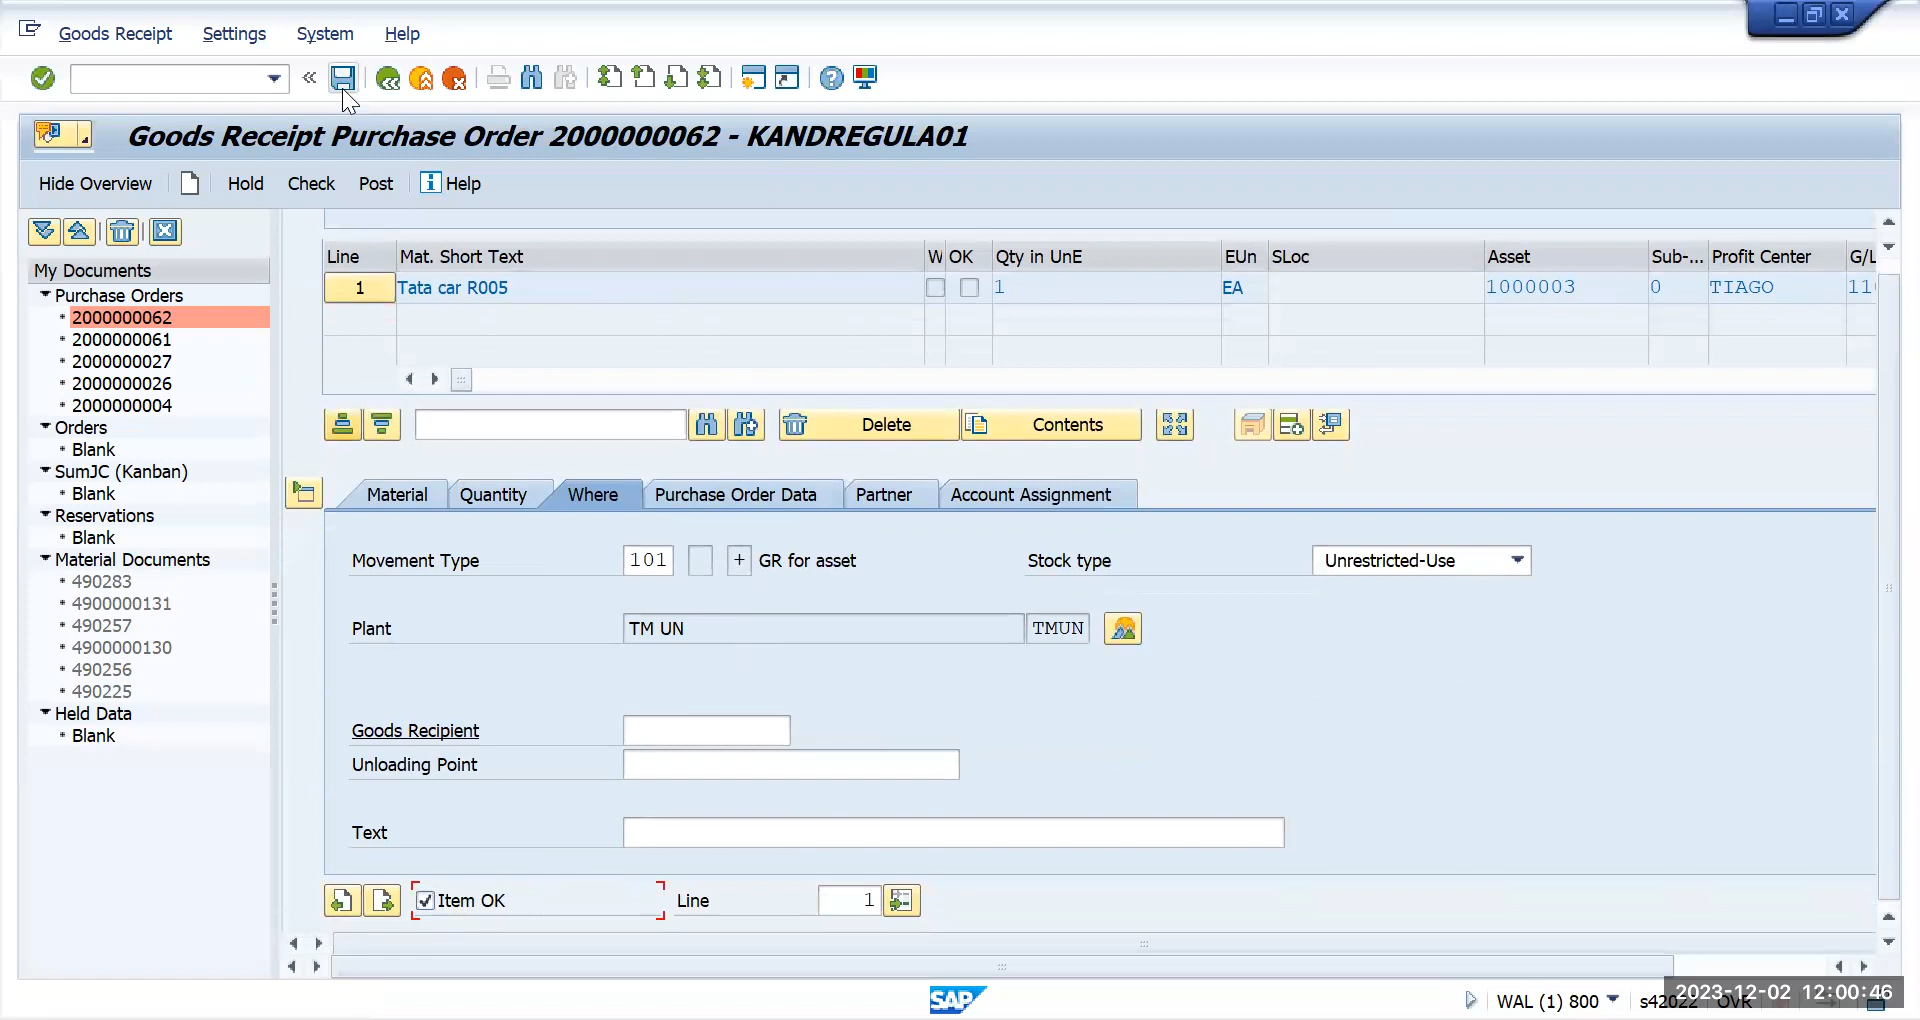 Goods Receipt Settings System Help
Goods Receipt Purchase Order 2000000062 - KANDREGULA01
Hide Overview Hold Check Post Help
My Documents
Purchase Orders
2000000062
2000000061
2000000027
2000000026
2000000004
Orders
Blank
SumJC (Kanban)
Blank
Reservations
Blank
Material Documents
490283
4900000131
490257
4900000130
490256
490225
Held Data
Blank
Line Mat. Short Text W OK Qty in UnE EUn SLoc Asset Sub-... Profit Center G/L
1 Tata car R005 1 EA 1000003 0 TIAGO 11
Delete Contents
Material Quantity Where Purchase Order Data Partner Account Assignment
Movement Type 101 + GR for asset Stock type Unrestricted-Use
Plant TM UN TMUN
Goods Recipient
Unloading Point
Text
Item OK Line 1
SAP WAL (1) 800 s42022 OVR
2023-12-02 12:00:46